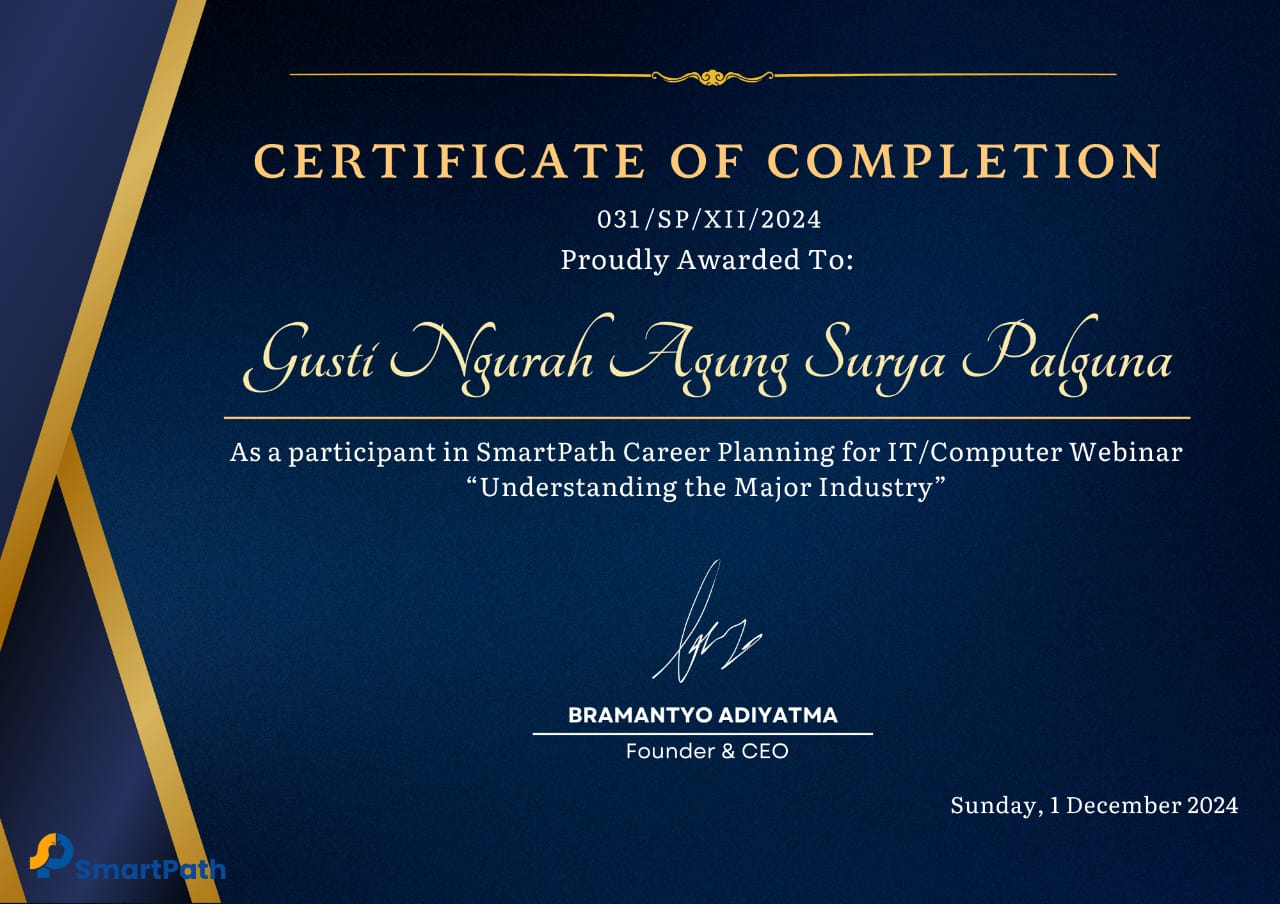 CERTIFICATE OF COMPLETION
031/SP/XII/2024
Proudly Awarded To:
Gusti Ngurah Agung Surya Palguna
As a participant in SmartPath Career Planning for IT/Computer Webinar
“Understanding the Major Industry”
BRAMANTYO ADIYATMA
Founder & CEO
Sunday, 1 December 2024
SmartPath